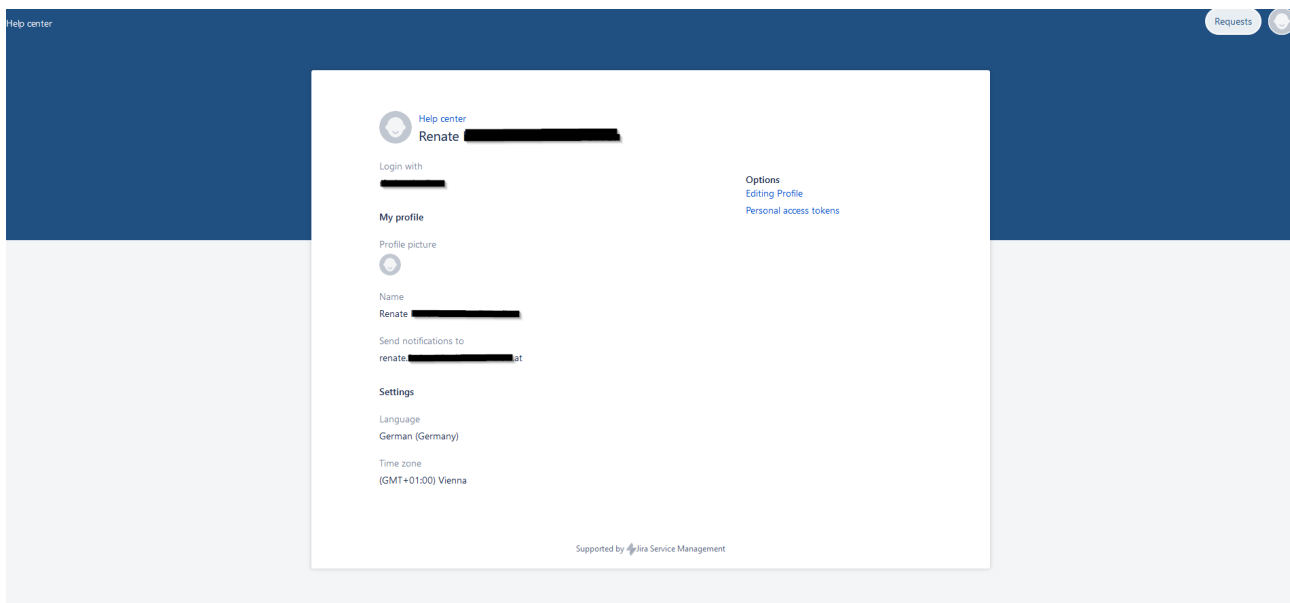 Help center
Requests
Help center
Renate
Login with
Options
Editing Profile
Personal access tokens
My profile
Profile picture
Name
Renate
Send notifications to
renate. at
Settings
Language
German (Germany)
Time zone
(GMT+01:00) Vienna
Supported by Jira Service Management